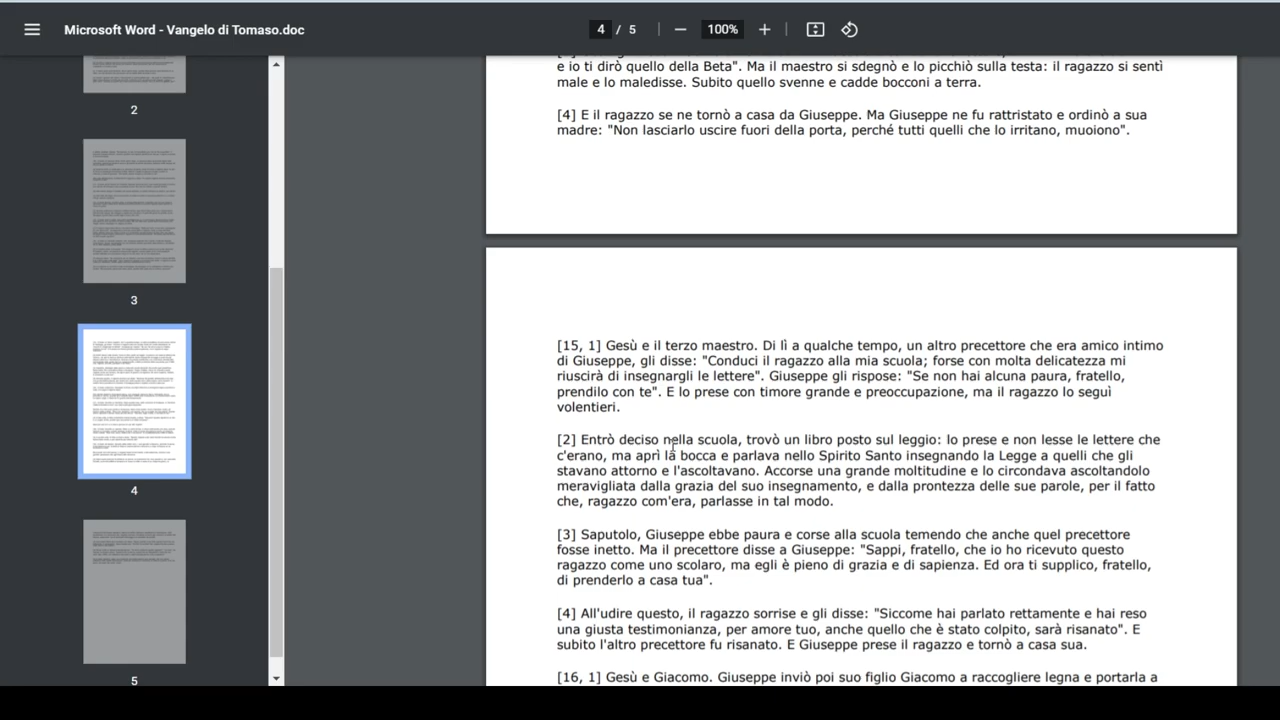 Microsoft Word - Vangelo di Tomaso.doc
4 / 5
100%
2
3
4
5
e io ti dirò quello della Beta". Ma il maestro si sdegnò e lo picchiò sulla testa: il ragazzo si sentì
male e lo maledisse. Subito quello svenne e cadde bocconi a terra.
[4] E il ragazzo se ne tornò a casa da Giuseppe. Ma Giuseppe ne fu rattristato e ordinò a sua
madre: "Non lasciarlo uscire fuori della porta, perché tutti quelli che lo irritano, muoiono".
[15, 1] Gesù e il terzo maestro. Di lì a qualche tempo, un altro precettore che era amico intimo
di Giuseppe, gli disse: "Conduci il ragazzo alla mia scuola; forse con molta delicatezza mi
riuscirà di insegnargli le lettere". Giuseppe gli rispose: "Se non hai alcuna paura, fratello,
prendilo con te". E lo prese con timore grande e preoccupazione, ma il ragazzo lo seguì
volentieri.
[2] Entrò deciso nella scuola, trovò un libro messo sul leggio: lo prese e non lesse le lettere che
c'erano, ma aprì la bocca e parlava nello Spirito Santo insegnando la Legge a quelli che gli
stavano attorno e l'ascoltavano. Accorse una grande moltitudine e lo circondava ascoltandolo
meravigliata dalla grazia del suo insegnamento, e dalla prontezza delle sue parole, per il fatto
che, ragazzo com'era, parlasse in tal modo.
[3] Saputolo, Giuseppe ebbe paura e corse alla scuola temendo che anche quel precettore
fosse inetto. Ma il precettore disse a Giuseppe: "Sappi, fratello, che io ho ricevuto questo
ragazzo come uno scolaro, ma egli è pieno di grazia e di sapienza. Ed ora ti supplico, fratello,
di prenderlo a casa tua".
[4] All'udire questo, il ragazzo sorrise e gli disse: "Siccome hai parlato rettamente e hai reso
una giusta testimonianza, per amore tuo, anche quello che è stato colpito, sarà risanato". E
subito l'altro precettore fu risanato. E Giuseppe prese il ragazzo e tornò a casa sua.
[16, 1] Gesù e Giacomo. Giuseppe inviò poi suo figlio Giacomo a raccogliere legna e portarla a